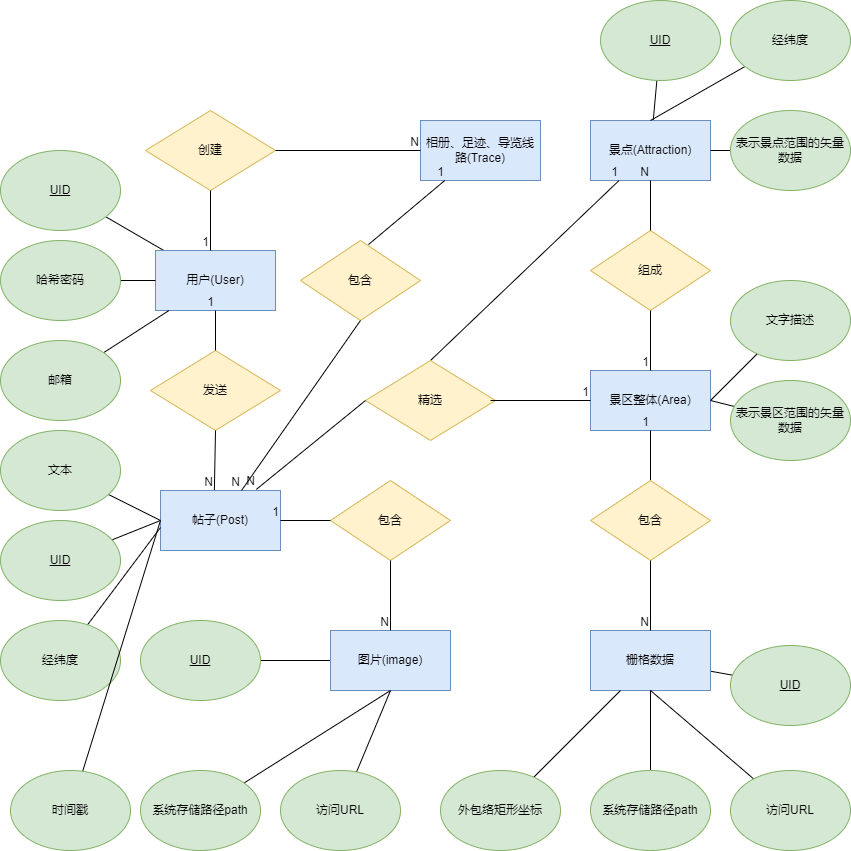 UID
经纬度
创建
N
相册、足迹、导览线
路(Trace)
1
景点(Attraction)
1
N
表示景点范围的矢量
数据
UID
1
哈希密码
用户(User)
1
包含
组成
邮箱
发送
精选
1
1
景区整体(Area)
1
文字描述
表示景区范围的矢量
数据
文本
N
N
N
帖子(Post)
1
包含
包含
UID
经纬度
UID
N
图片(image)
N
栅格数据
UID
时间戳
系统存储路径path
访问URL
外包络矩形坐标
系统存储路径path
访问URL